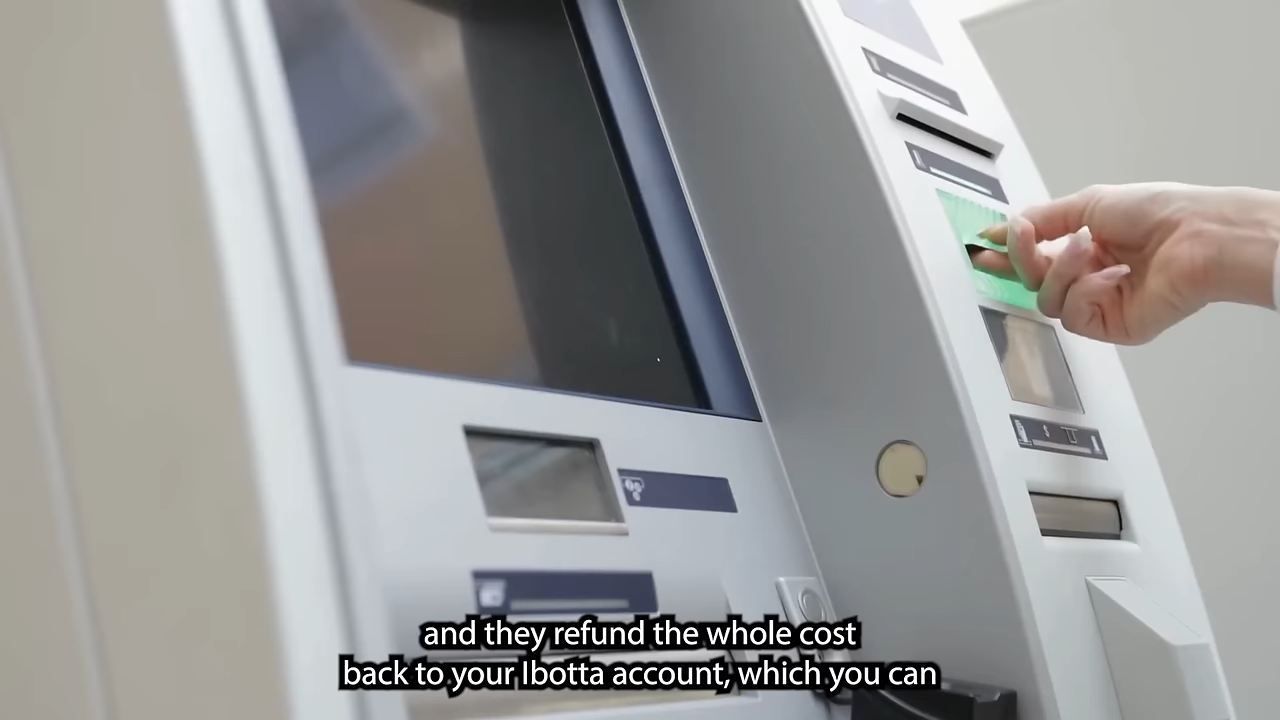 and they refund the whole cost
back to your Ibotta account, which you can